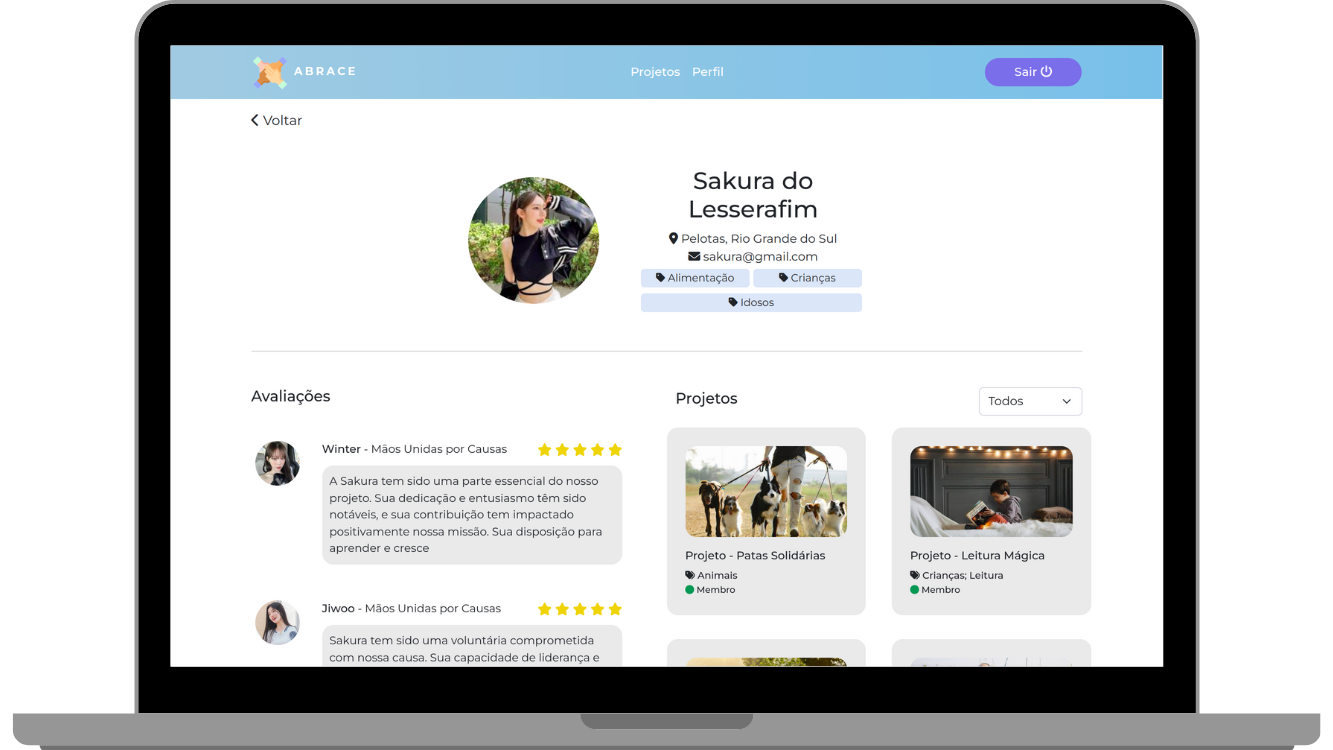 ABRACE
Projetos Perfil
Sair
Voltar
Sakura do
Lesserafim
Pelotas, Rio Grande do Sul
sakura@gmail.com
Alimentação Crianças
Idosos
Avaliações
Winter - Mãos Unidas por Causas
A Sakura tem sido uma parte essencial do nosso
projeto. Sua dedicação e entusiasmo têm sido
notáveis, e sua contribuição tem impactado
positivamente nossa missão. Sua disposição para
aprender e cresce
Jiwoo - Mãos Unidas por Causas
Sakura tem sido uma voluntária comprometida
com nossa causa. Sua capacidade de liderança e
Projetos
Todos
Projeto - Patas Solidárias
Animais
Membro
Projeto - Leitura Mágica
Crianças; Leitura
Membro